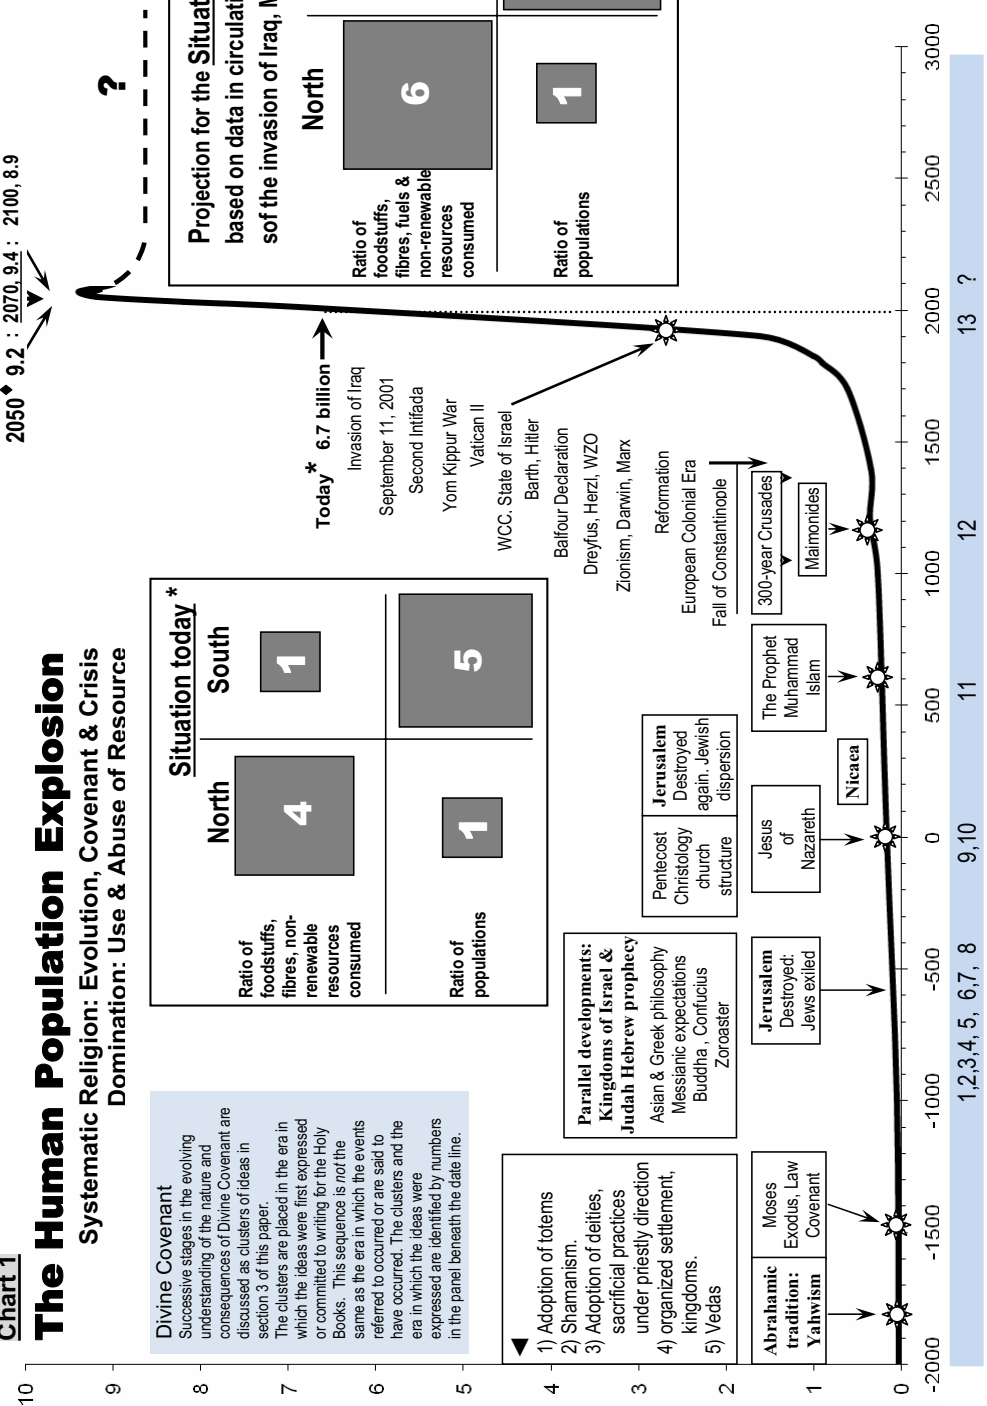 Chart 1
The Human Population Explosion
Systematic Religion: Evolution, Covenant & Crisis
Domination: Use & Abuse of Resource
2050♦ 9.2 : 2070, 9.4 : 2100, 8.9
?
Divine Covenant
Successive stages in the evolving
understanding of the nature and
consequences of Divine Covenant are
discussed as clusters of ideas in
section 3 of this paper.
The clusters are placed in the era in
which the ideas were first expressed
or committed to writing for the Holy
Books. This sequence is not the
same as the era in which the events
referred to occurred or are said to
have occurred. The clusters and the
era in which the ideas were
expressed are identified by numbers
in the panel beneath the date line.
Situation today *
North
South
Ratio of
foodstuffs,
fibres, non-
renewable
resources
consumed
4
1
Ratio of
populations
1
5
Projection for the Situat
based on data in circulati
sof the invasion of Iraq, M
North
Ratio of
foodstuffs,
fibres, fuels &
non-renewable
resources
consumed
6
Ratio of
populations
1
Today* 6.7 billion
Invasion of Iraq
September 11, 2001
Second Intifada
Yom Kippur War
Vatican II
WCC. State of Israel
Barth, Hitler
Balfour Declaration
Dreyfus, Herzl, WZO
Zionism, Darwin, Marx
Reformation
European Colonial Era
Fall of Constantinople
300-year Crusades
Maimonides
◄
1) Adoption of totems
2) Shamanism.
3) Adoption of deities,
sacrificial practices
under priestly direction
4) organized settlement,
kingdoms.
5) Vedas
Parallel developments:
Kingdoms of Israel &
Judah Hebrew prophecy
Asian & Greek philosophy
Messianic expectations
Buddha , Confucius
Zoroaster
Pentecost
Christology
church
structure
Jerusalem
Destroyed
again. Jewish
dispersion
Abrahamic
tradition:
Yahwism
Moses
Exodus, Law
Covenant
Jerusalem
Destroyed:
Jews exiled
Jesus
of
Nazareth
Nicaea
The Prophet
Muhammad
Islam
10
9
8
7
6
5
4
3
2
1
0
-2000 -1500 -1000 -500 0 500 1000 1500 2000 2500 3000
1,2,3,4, 5, 6,7, 8 9,10 11 12 13 ?